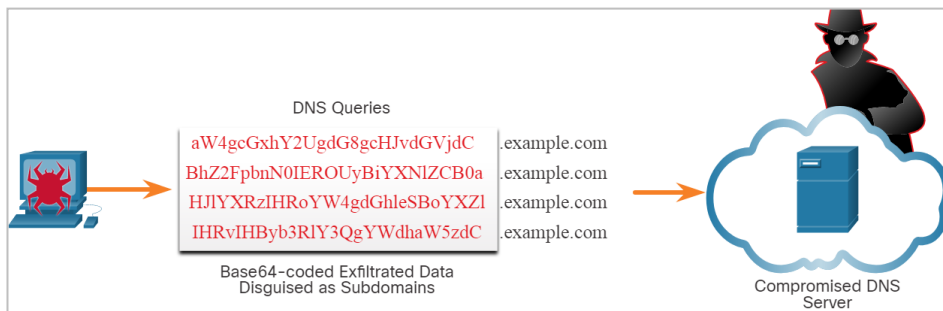 DNS Queries
aW4gcGxhY2UgdG8gcHJvdGVjdC .example.com
BhZ2FpbnN0IEROUyBiYXNlZCB0a .example.com
HJlYXRzIHRoYW4gdGhleSBoYXZl .example.com
IHRvIHByb3RlY3QgYWdhaW5zdC .example.com
Base64-coded Exfiltrated Data
Disguised as Subdomains
Compromised DNS
Server